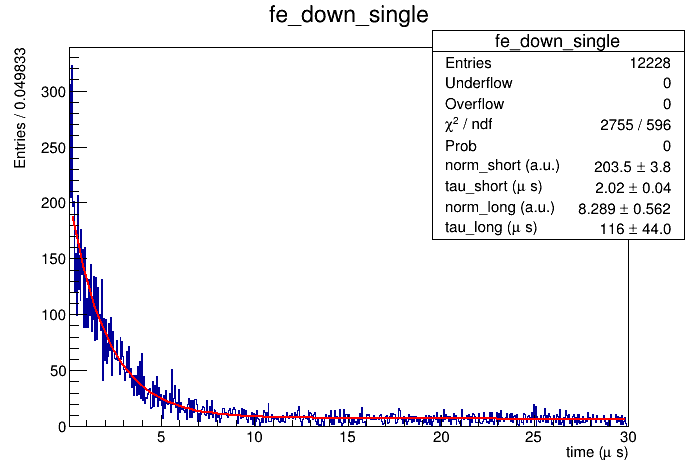 fe_down_single
fe_down_single
Entries 12228
Underflow 0
Overflow 0
χ² / ndf 2755 / 596
Prob 0
norm_short (a.u.) 203.5 ± 3.8
tau_short (μ s) 2.02 ± 0.04
norm_long (a.u.) 8.289 ± 0.562
tau_long (μ s) 116 ± 44.0
Entries / 0.049833
300
250
200
150
100
50
0
5 10 15 20 25 30
time (μ s)